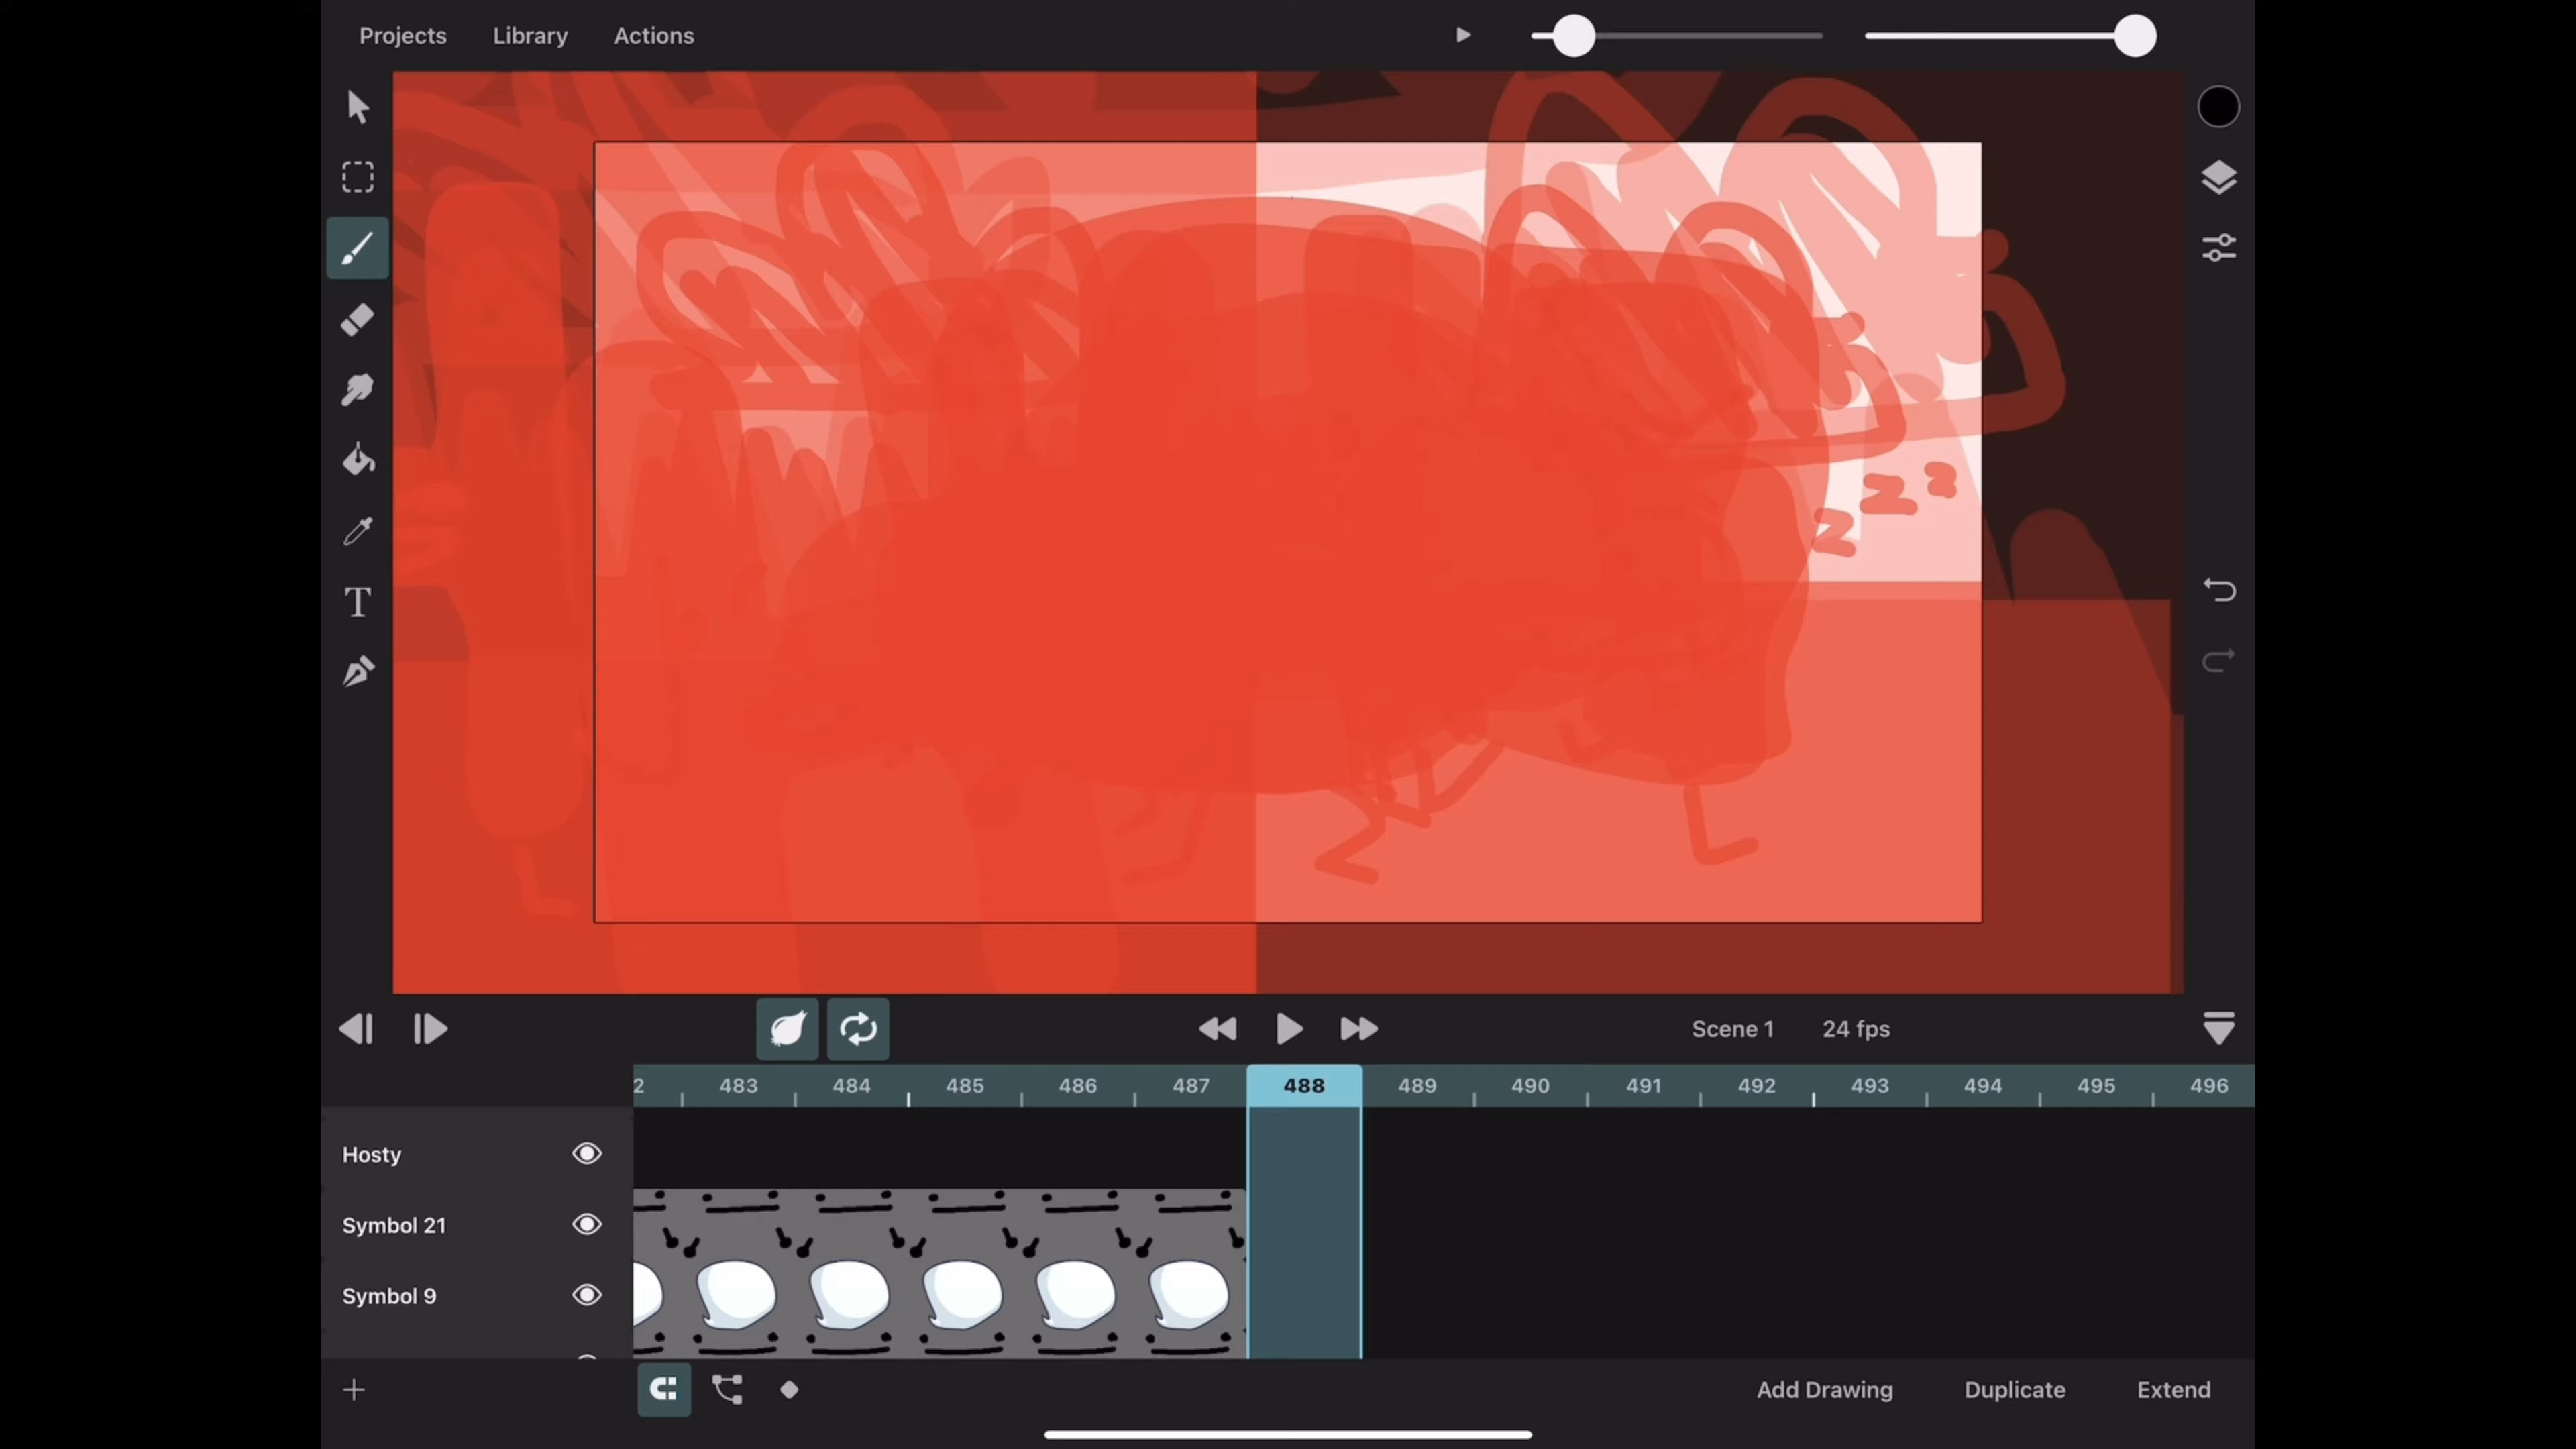 Projects Library Actions
T
z z z
Scene 1 24 fps
2 483 484 485 486 487 488 489 490 491 492 493 494 495 496
Hosty
Symbol 21
Symbol 9
Add Drawing Duplicate Extend